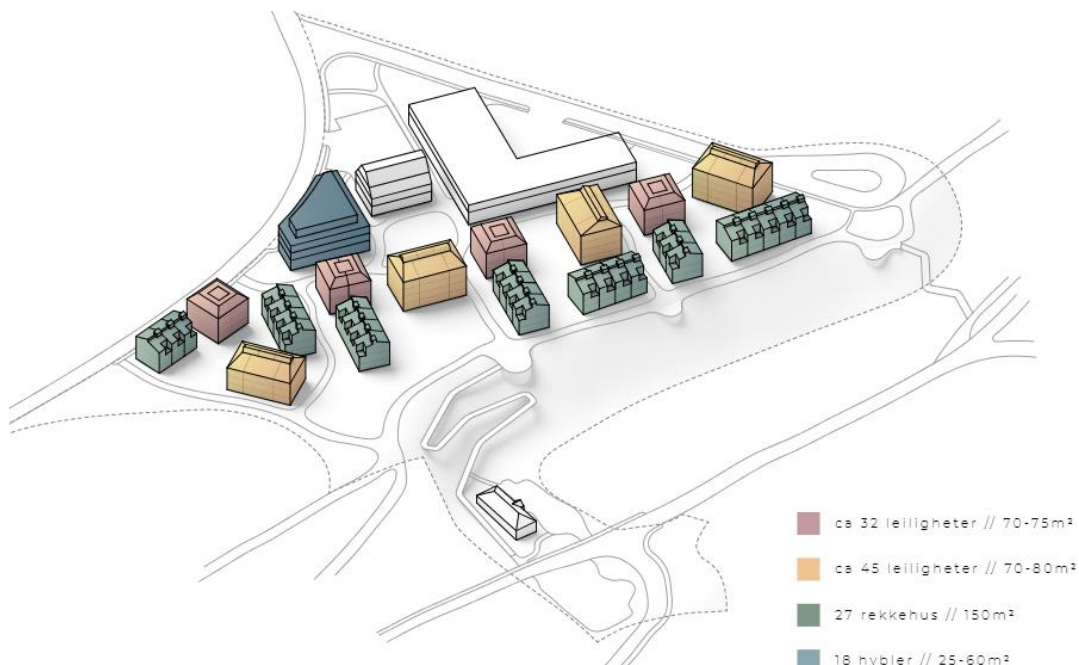 ca 32 leiligheter // 70-75m²
ca 45 leiligheter // 70-80m²
27 rekkehus // 150m²
18 hybler // 25-60m²